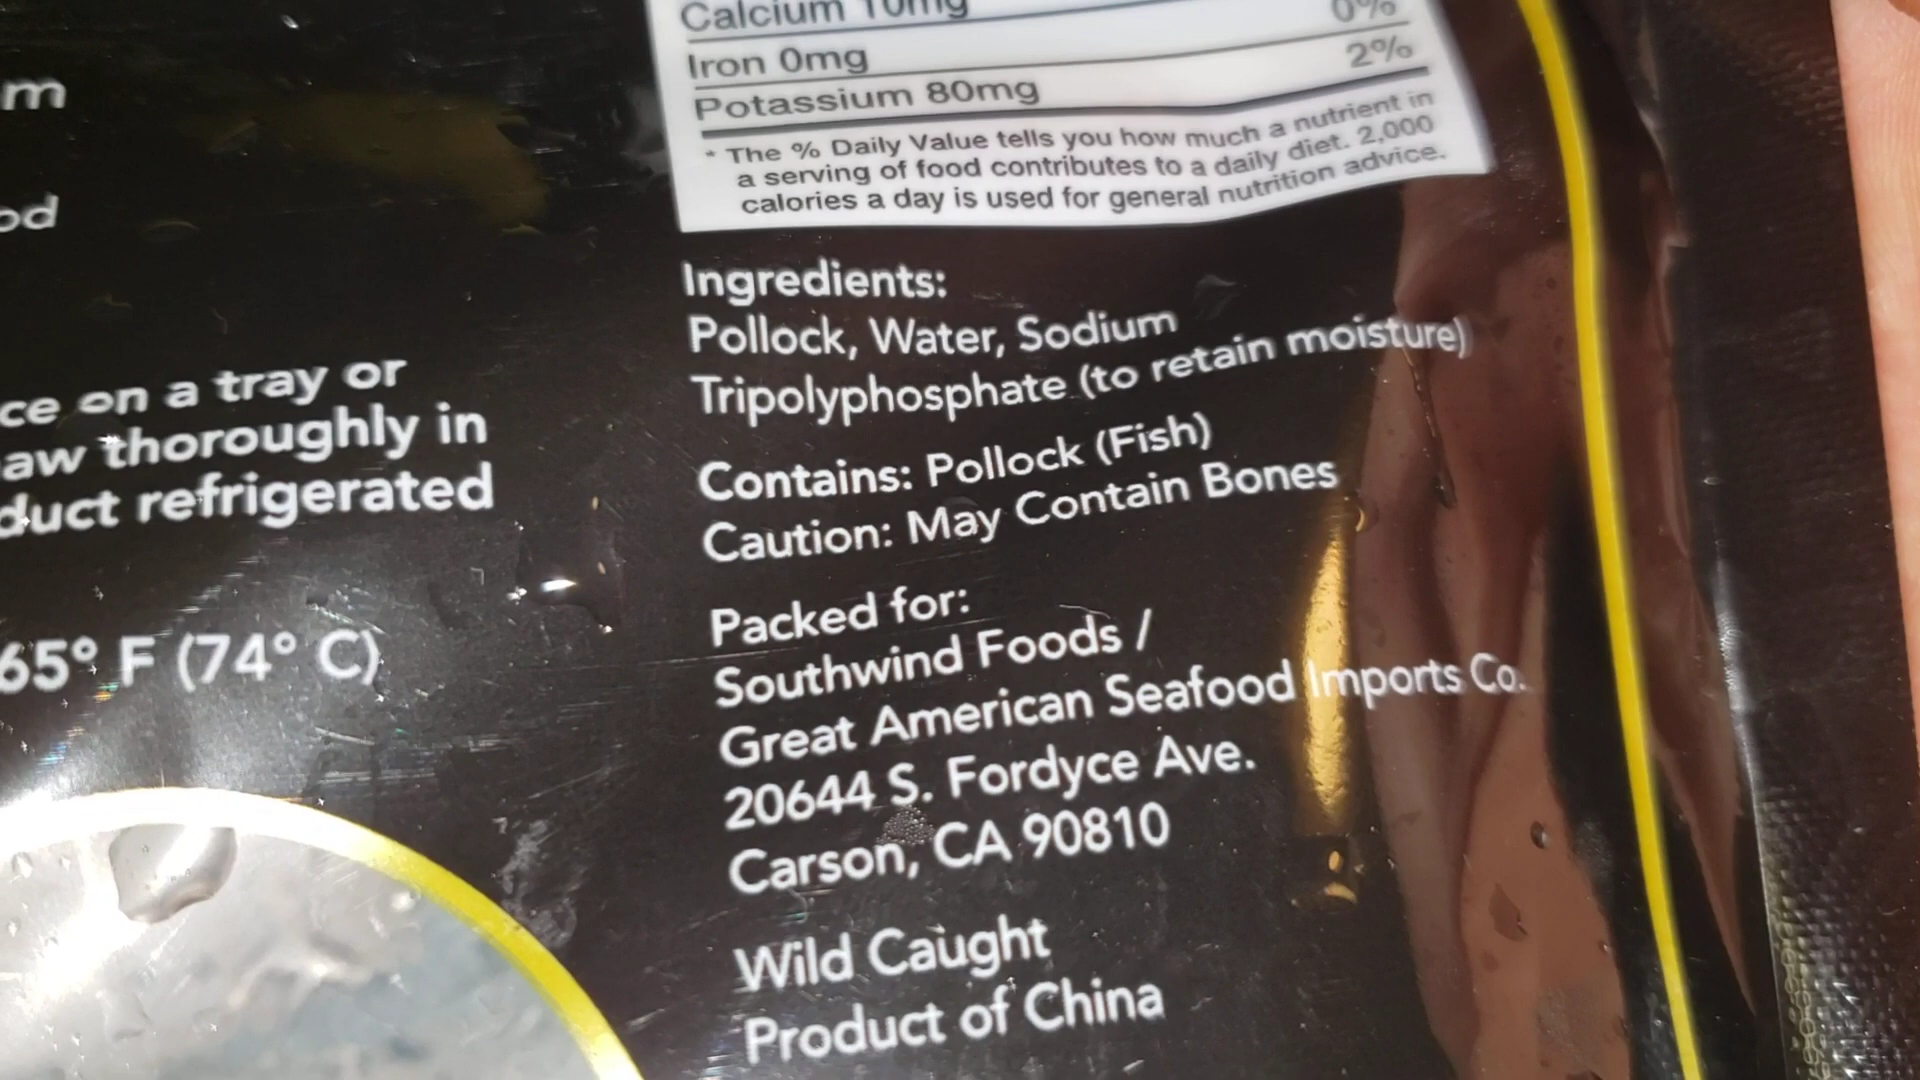 Calcium 10mg 0%
Iron 0mg
Potassium 80mg 2%
* The % Daily Value tells you how much a nutrient in
a serving of food contributes to a daily diet. 2,000
calories a day is used for general nutrition advice.
Ingredients:
Pollock, Water, Sodium
Tripolyphosphate (to retain moisture)
Contains: Pollock (Fish)
Caution: May Contain Bones
Packed for:
Southwind Foods /
Great American Seafood Imports Co.
20644 S. Fordyce Ave.
Carson, CA 90810
Wild Caught
Product of China
m
od
ce on a tray or
aw thoroughly in
duct refrigerated
65° F (74° C)